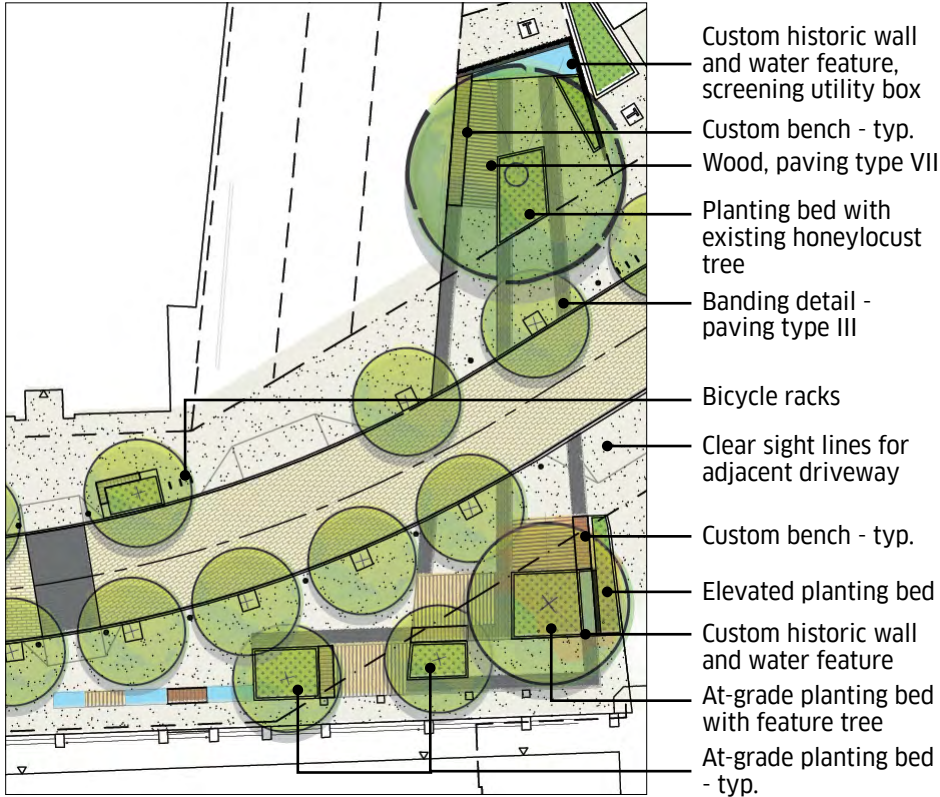 Custom historic wall
and water feature,
screening utility box
Custom bench - typ.
Wood, paving type VII
Planting bed with
existing honeylocust
tree
Banding detail -
paving type III
Bicycle racks
Clear sight lines for
adjacent driveway
Custom bench - typ.
Elevated planting bed
Custom historic wall
and water feature
At-grade planting bed
with feature tree
At-grade planting bed
- typ.
T
T